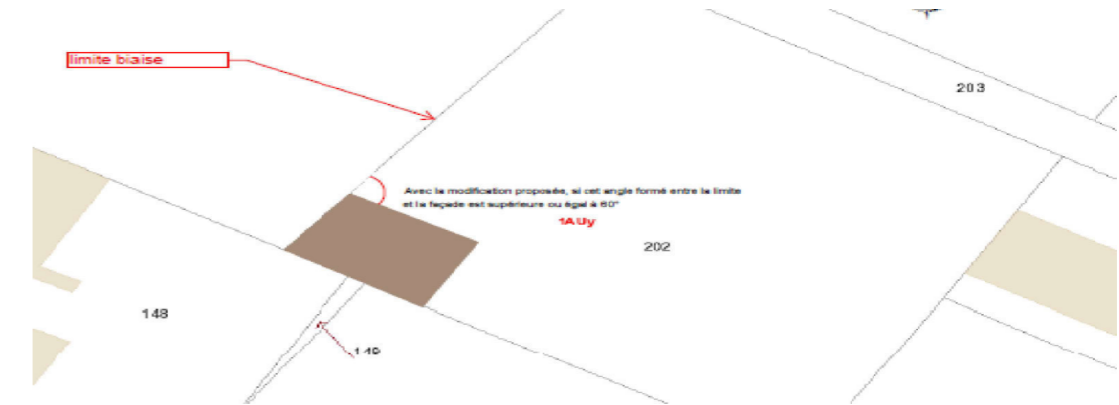 limite biaise
203
Avec la modification proposée, si cet angle formé entre la limite
et la façade est supérieure ou égal à 60°
1AUy
202
148
149